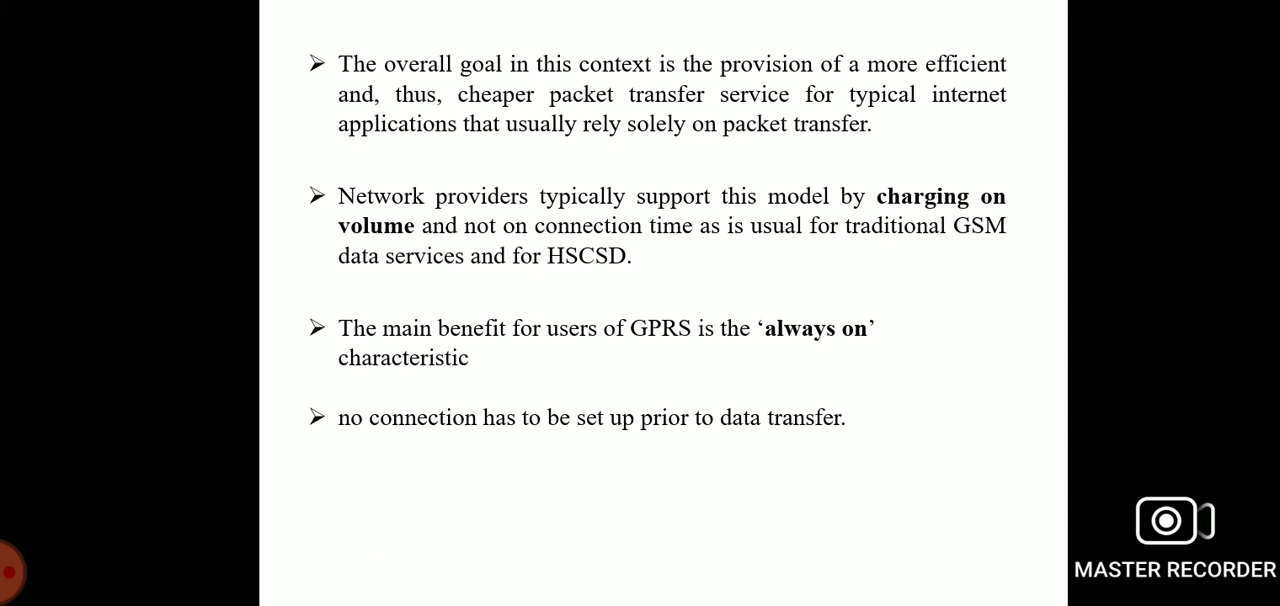 ➢ The overall goal in this context is the provision of a more efficient
and, thus, cheaper packet transfer service for typical internet
applications that usually rely solely on packet transfer.
➢ Network providers typically support this model by charging on
volume and not on connection time as is usual for traditional GSM
data services and for HSCSD.
➢ The main benefit for users of GPRS is the ‘always on’
characteristic
➢ no connection has to be set up prior to data transfer.
MASTER RECORDER